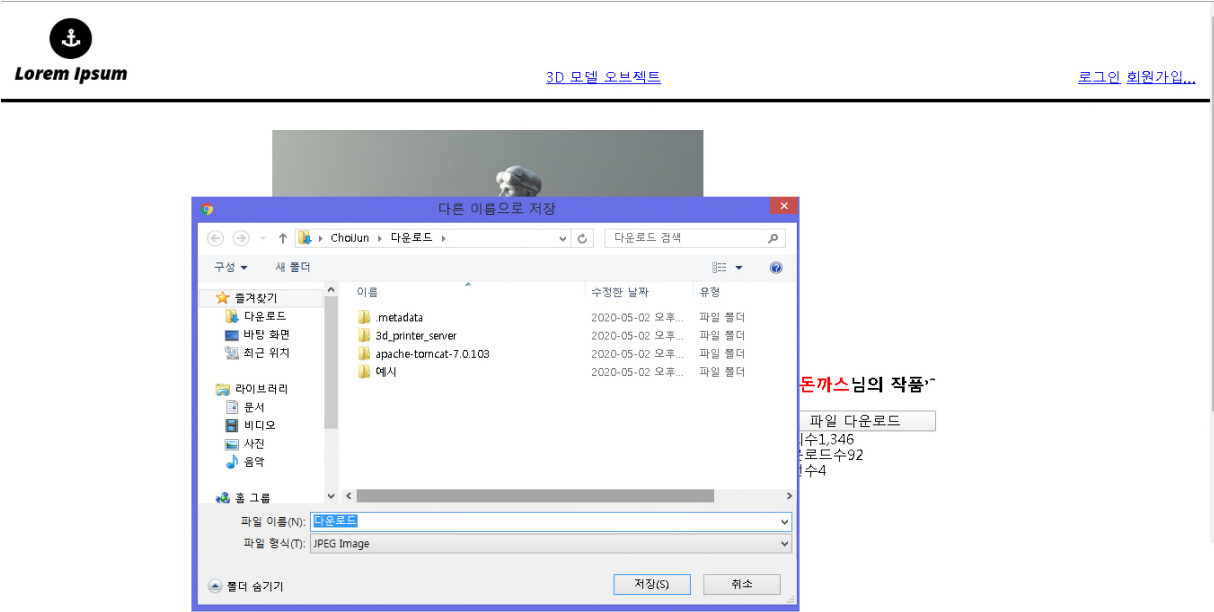 Lorem Ipsum
3D 모델 오브젝트
로그인 회원가입...
다른 이름으로 저장
ChoiJun 다운로드
다운로드 검색
구성 새 폴더
즐겨찾기
다운로드
바탕 화면
최근 위치
라이브러리
문서
비디오
사진
음악
홈 그룹
이름 수정한 날짜 유형
.metadata 2020-05-02 오후... 파일 폴더
3d_printer_server 2020-05-02 오후... 파일 폴더
apache-tomcat-7.0.103 2020-05-02 오후... 파일 폴더
예시 2020-05-02 오후... 파일 폴더
파일 이름(N): 다운로드
파일 형식(T): JPEG Image
폴더 숨기기
저장(S) 취소
돈까스님의 작품
파일 다운로드
수1,346
로드수92
수4